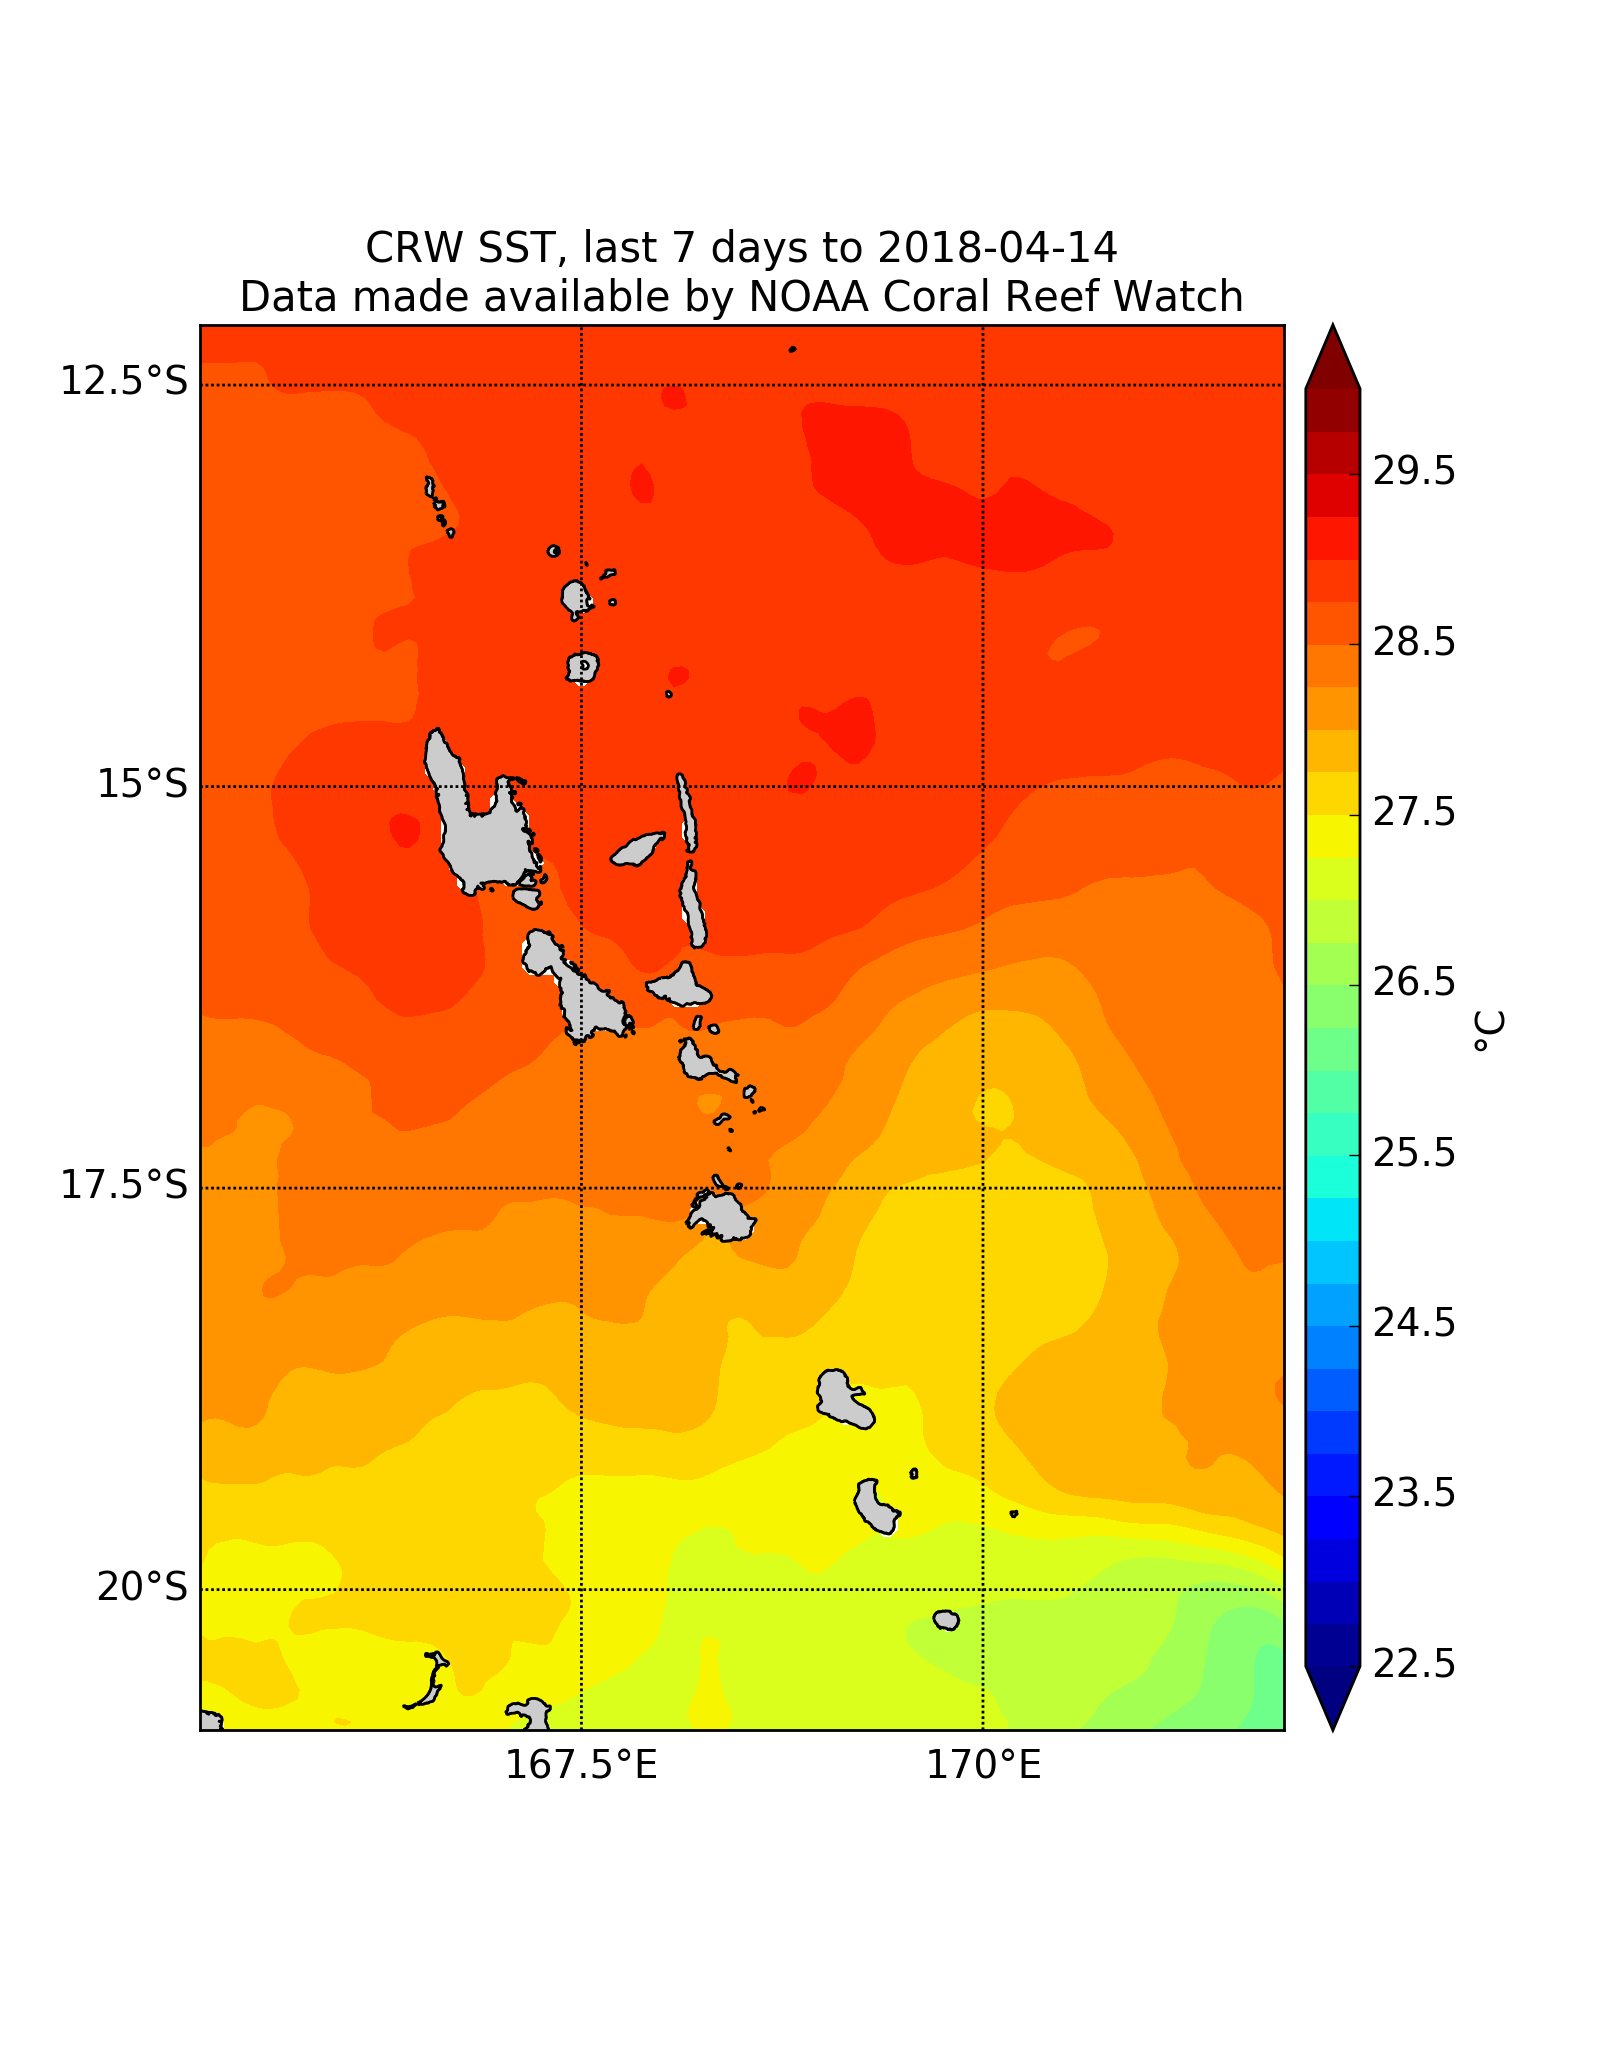 CRW SST, last 7 days to 2018-04-14
Data made available by NOAA Coral Reef Watch
12.5°S
15°S
17.5°S
20°S
167.5°E
170°E
29.5
28.5
27.5
26.5
25.5
24.5
23.5
22.5
°C